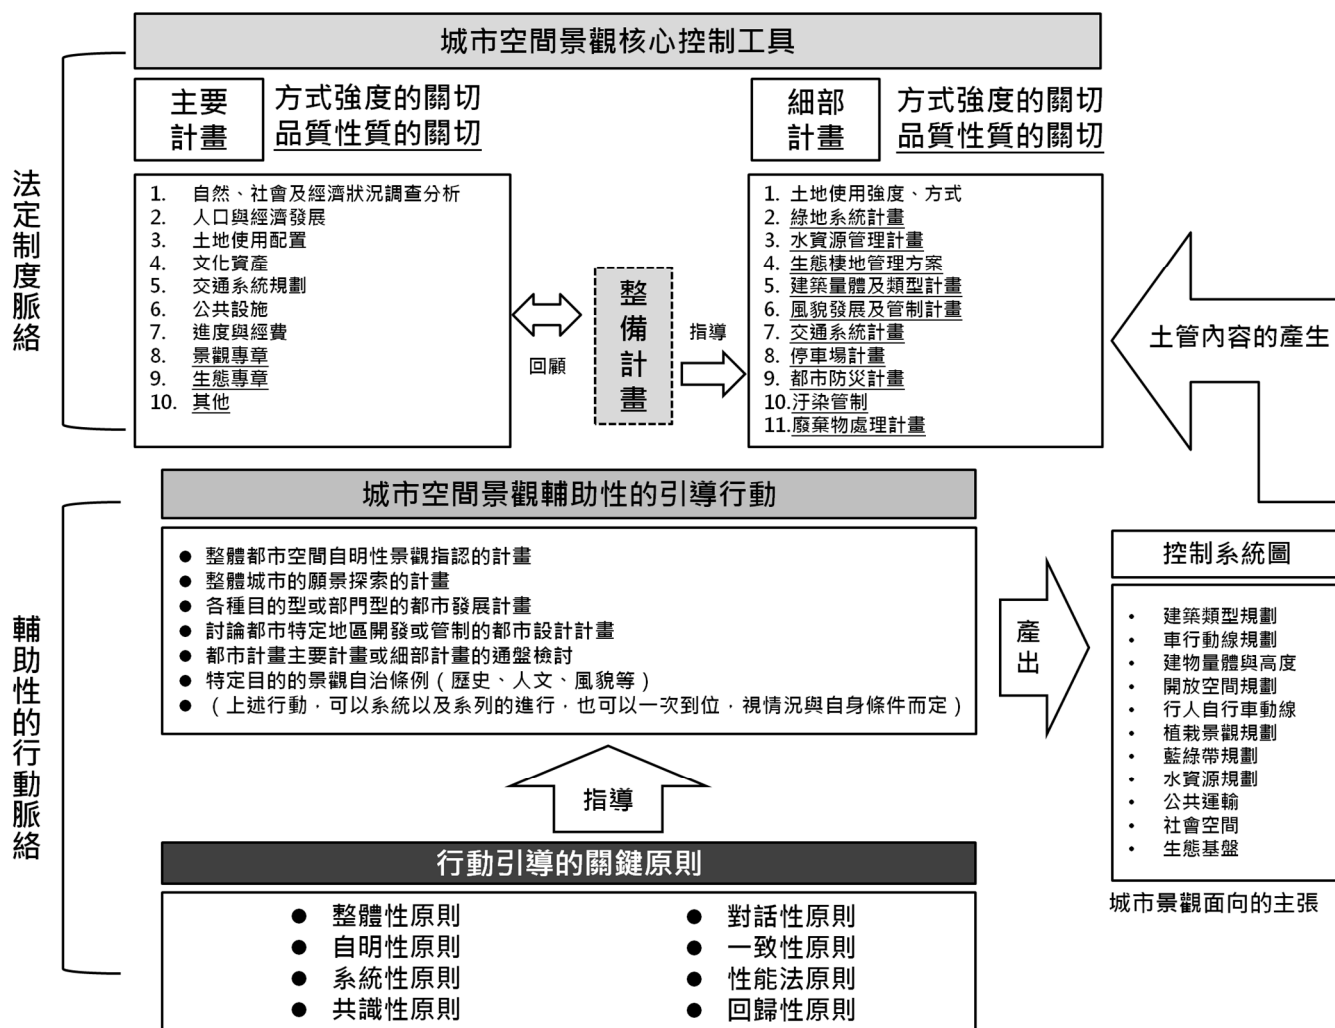 城市空間景觀核心控制工具
法定制度脈絡
主要
計畫
方式強度的關切
品質性質的關切
1. 自然、社會及經濟狀況調查分析
2. 人口與經濟發展
3. 土地使用配置
4. 文化資產
5. 交通系統規劃
6. 公共設施
7. 進度與經費
8. 景觀專章
9. 生態專章
10. 其他
回顧
整備計畫
指導
細部
計畫
方式強度的關切
品質性質的關切
1. 土地使用強度、方式
2. 綠地系統計畫
3. 水資源管理計畫
4. 生態棲地管理方案
5. 建築量體及類型計畫
6. 風貌發展及管制計畫
7. 交通系統計畫
8. 停車場計畫
9. 都市防災計畫
10.汙染管制
11.廢棄物處理計畫
土管內容的產生
輔助性的行動脈絡
城市空間景觀輔助性的引導行動
● 整體都市空間自明性景觀指認的計畫
● 整體城市的願景探索的計畫
● 各種目的型或部門型的都市發展計畫
● 討論都市特定地區開發或管制的都市設計計畫
● 都市計畫主要計畫或細部計畫的通盤檢討
● 特定目的的景觀自治條例(歷史、人文、風貌等)
● (上述行動，可以系統以及系列的進行，也可以一次到位，視情況與自身條件而定)
產出
控制系統圖
• 建築類型規劃
• 車行動線規劃
• 建物量體與高度
• 開放空間規劃
• 行人自行車動線
• 植栽景觀規劃
• 藍綠帶規劃
• 水資源規劃
• 公共運輸
• 社會空間
• 生態基盤
城市景觀面向的主張
指導
行動引導的關鍵原則
● 整體性原則
● 自明性原則
● 系統性原則
● 共識性原則
● 對話性原則
● 一致性原則
● 性能法原則
● 回歸性原則